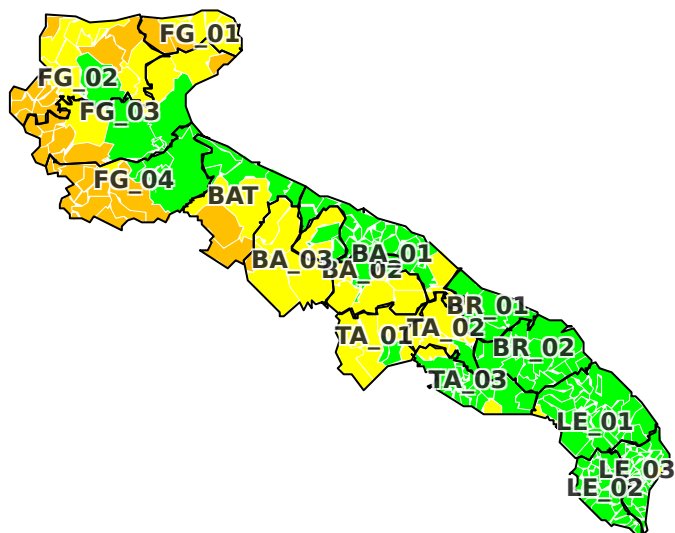 FG_01
FG_02
FG_03
FG_04
BAT
BA_01
BA_03
BA_02
BR_01
TA_02
TA_01
BR_02
TA_03
LE_01
LE_03
LE_02